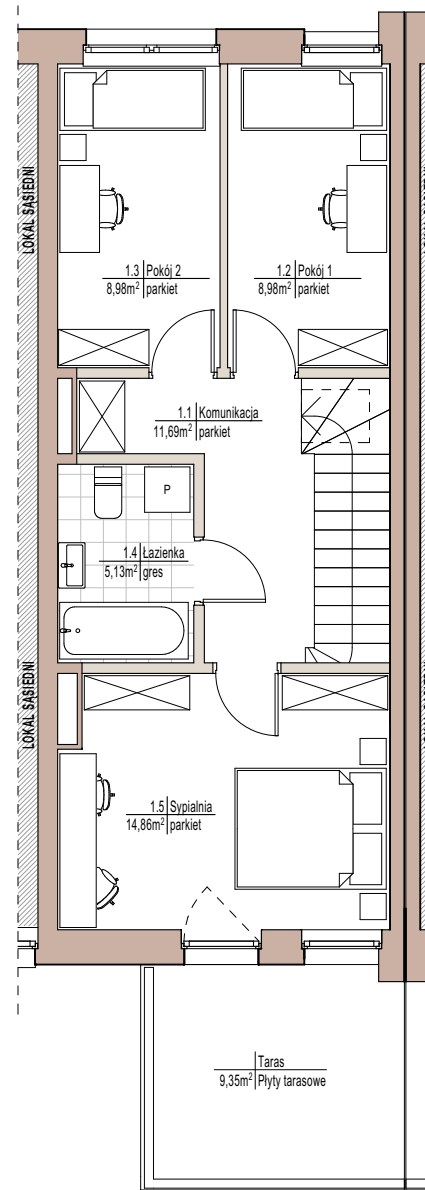 LOKAL SĄSIEDNI
1.3 Pokój 2
8,98m² parkiet
1.2 Pokój 1
8,98m² parkiet
1.1 Komunikacja
11,69m² parkiet
P
1.4 Łazienka
5,13m² gres
LOKAL SĄSIEDNI
1.5 Sypialnia
14,86m² parkiet
Taras
9,35m² Płyty tarasowe